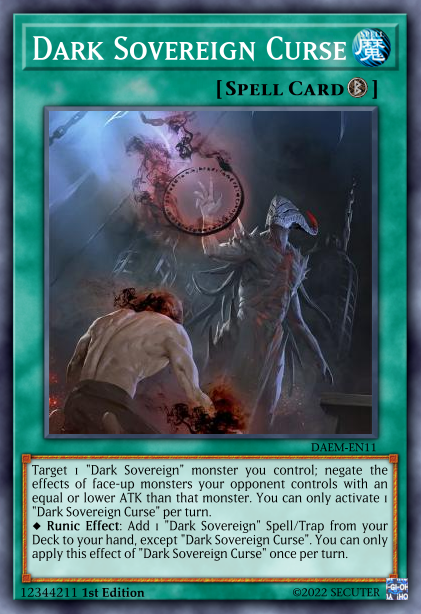 DARK SOVEREIGN CURSE
魔
[SPELL CARD]
DAEM-EN11
Target 1 "Dark Sovereign" monster you control; negate the
effects of face-up monsters your opponent controls with an
equal or lower ATK than that monster. You can only activate 1
"Dark Sovereign Curse" per turn.
◆ Runic Effect: Add 1 "Dark Sovereign" Spell/Trap from your
Deck to your hand, except "Dark Sovereign Curse". You can only
apply this effect of "Dark Sovereign Curse" once per turn.
12344211 1st Edition ©2022 SECUTER